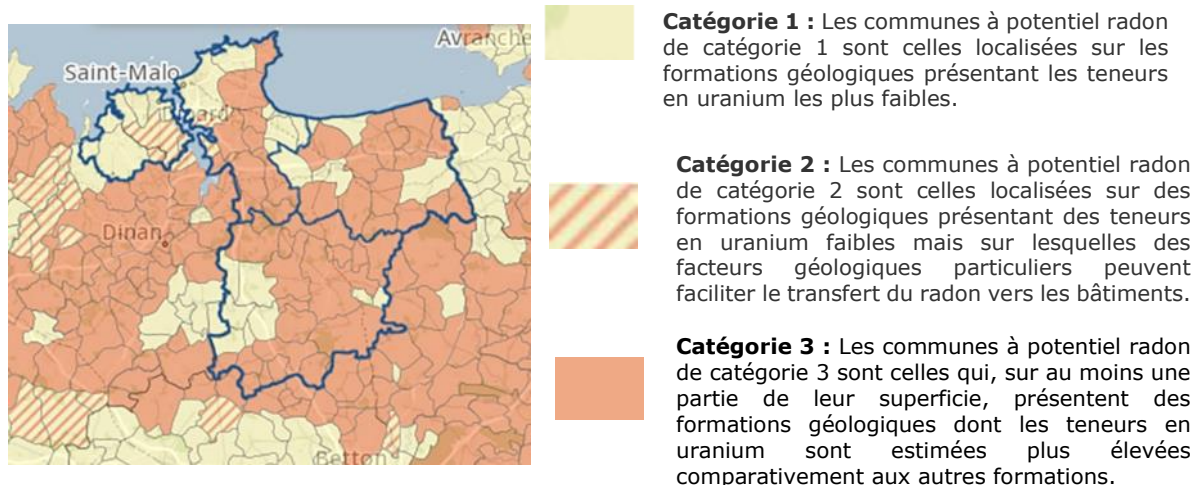 Avranche
Saint-Malo
Dinard
Dinan
Betton
Catégorie 1 : Les communes à potentiel radon
de catégorie 1 sont celles localisées sur les
formations géologiques présentant les teneurs
en uranium les plus faibles.
Catégorie 2 : Les communes à potentiel radon
de catégorie 2 sont celles localisées sur des
formations géologiques présentant des teneurs
en uranium faibles mais sur lesquelles des
facteurs géologiques particuliers peuvent
faciliter le transfert du radon vers les bâtiments.
Catégorie 3 : Les communes à potentiel radon
de catégorie 3 sont celles qui, sur au moins une
partie de leur superficie, présentent des
formations géologiques dont les teneurs en
uranium sont estimées plus élevées
comparativement aux autres formations.